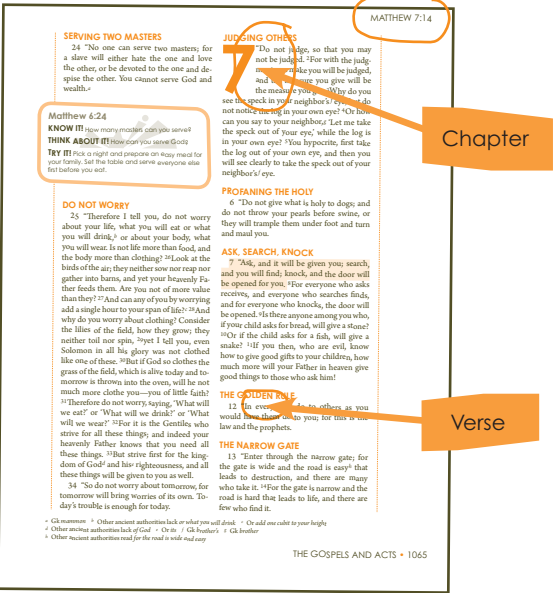 MATTHEW 7:14
SERVING TWO MASTERS
24 “No one can serve two masters; for
a slave will either hate the one and love
the other, or be devoted to the one and de-
spise the other. You cannot serve God and
wealth.a
Matthew 6:24
KNOW IT! How many masters can you serve?
THINK ABOUT IT! How can you serve God?
TRY IT! Pick a night and prepare an easy meal for
your family. Set the table and serve everyone else
first before you eat.
DO NOT WORRY
25 “Therefore I tell you, do not worry
about your life, what you will eat or what
you will drink,b or about your body, what
you will wear. Is not life more than food, and
the body more than clothing? 26Look at the
birds of the air; they neither sow nor reap nor
gather into barns, and yet your heavenly Fa-
ther feeds them. Are you not of more value
than they? 27And can any of you by worrying
add a single hour to your span of life?c 28And
why do you worry about clothing? Consider
the lilies of the field, how they grow; they
neither toil nor spin, 29yet I tell you, even
Solomon in all his glory was not clothed
like one of these. 30But if God so clothes the
grass of the field, which is alive today and to-
morrow is thrown into the oven, will he not
much more clothe you—you of little faith?
31Therefore do not worry, saying, ‘What will
we eat?’ or ‘What will we drink?’ or ‘What
will we wear?’ 32For it is the Gentiles who
strive for all these things; and indeed your
heavenly Father knows that you need all
these things. 33But strive first for the king-
dom of Godd and hise righteousness, and all
these things will be given to you as well.
34 “So do not worry about tomorrow, for
tomorrow will bring worries of its own. To-
day’s trouble is enough for today.
JUDGING OTHERS
7 “Do not judge, so that you may
not be judged. 2For with the judg-
make you will be judged,
and the measure you give will be
the measure you Why do you
see the speck in your neighbor’sf eye, but do
not notice the log in your own eye? 4Or how
can you say to your neighbor,g ‘Let me take
the speck out of your eye,’ while the log is
in your own eye? 5You hypocrite, first take
the log out of your own eye, and then you
will see clearly to take the speck out of your
neighbor’sf eye.
PROFANING THE HOLY
6 “Do not give what is holy to dogs; and
do not throw your pearls before swine, or
they will trample them under foot and turn
and maul you.
ASK, SEARCH, KNOCK
7 “Ask, and it will be given you; search,
and you will find; knock, and the door will
be opened for you. 8For everyone who asks
receives, and everyone who searches finds,
and for everyone who knocks, the door will
be opened. 9Is there anyone among you who,
if your child asks for bread, will give a stone?
10Or if the child asks for a fish, will give a
snake? 11If you then, who are evil, know
how to give good gifts to your children, how
much more will your Father in heaven give
good things to those who ask him!
THE GOLDEN RULE
12 “In everything do to others as you
would have them do to you; for this is the
law and the prophets.
THE NARROW GATE
13 “Enter through the narrow gate; for
the gate is wide and the road is easyh that
leads to destruction, and there are many
who take it. 14For the gate is narrow and the
road is hard that leads to life, and there are
few who find it.
Chapter
Verse
a Gk mammon b Other ancient authorities lack or what you will drink c Or add one cubit to your height
d Other ancient authorities lack of God e Or its f Gk brother’s g Gk brother
h Other ancient authorities read for the road is wide and easy
THE GOSPELS AND ACTS • 1065